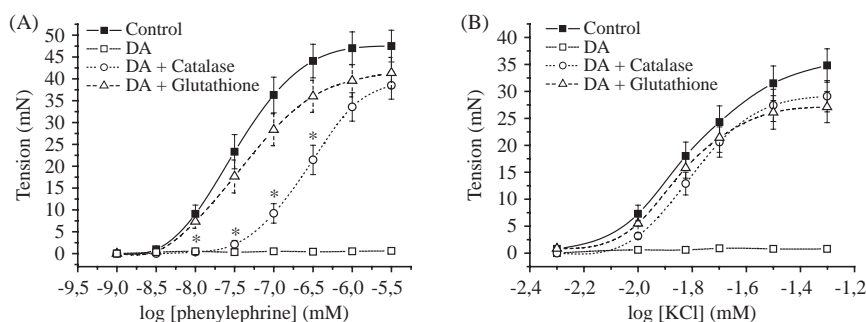 (A)
Control
DA
DA + Catalase
DA + Glutathione
Tension (mN)
50
45
40
35
30
25
20
15
10
5
0
*
*
*
*
-9,5 -9,0 -8,5 -8,0 -7,5 -7,0 -6,5 -6,0 -5,5
log [phenylephrine] (mM)
(B)
Control
DA
DA + Catalase
DA + Glutathione
Tension (mN)
40
35
30
25
20
15
10
5
0
-2,4 -2,2 -2,0 -1,8 -1,6 -1,4 -1,2
log [KCl] (mM)